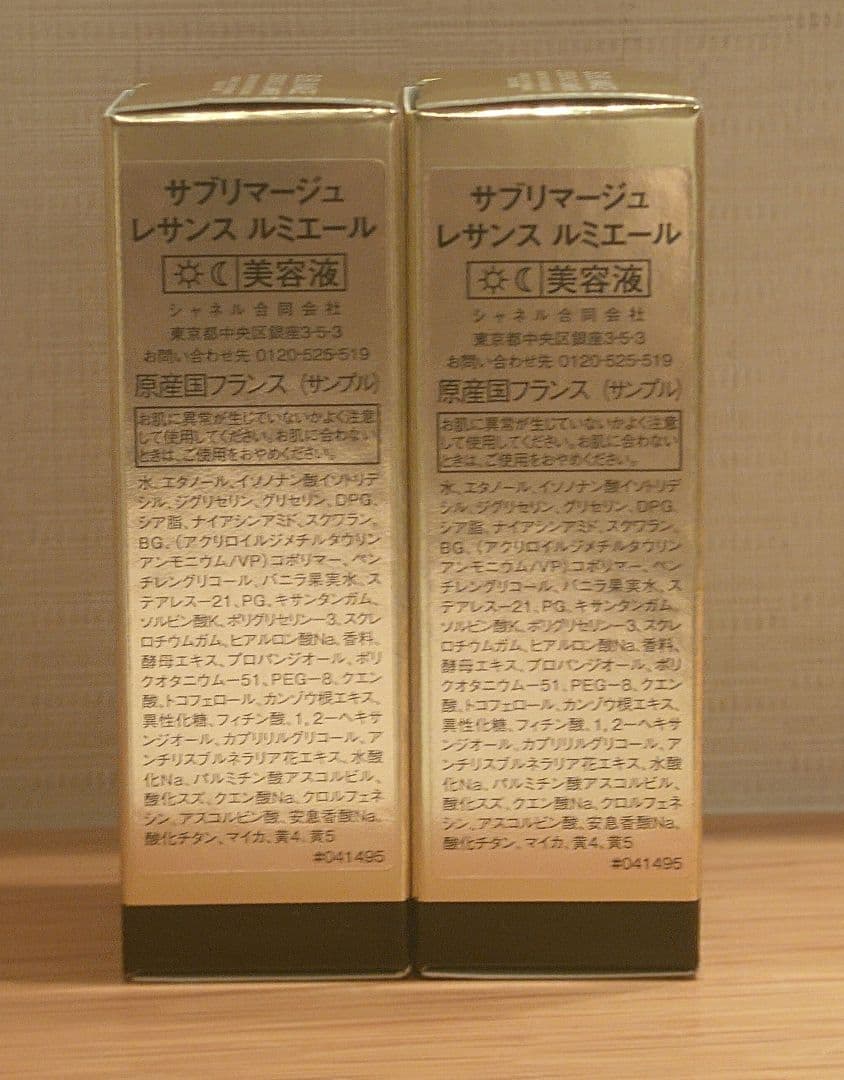 サブリマージュ
レサンス ルミエール
美容液
シャネル合同会社
東京都中央区銀座3-5-3
お問い合わせ先 0120-525-519
原産国フランス (サンプル)
お肌に異常が生じていないかよく注意
して使用してください。お肌に合わない
ときは、ご使用をおやめください。
水、エタノール、イソノナン酸イソトリデ
シル、ジグリセリン、グリセリン、DPG、
シア脂、ナイアシンアミド、スクワラン、
BG、(アクリロイルジメチルタウリン
アンモニウム/VP)コポリマー、ペン
チレングリコール、バニラ果実水、ス
テアレスー21、PG、キサンタンガム、
ソルビン酸K、ポリグリセリンー3、スクレ
ロチウムガム、ヒアルロン酸Na、香料、
酵母エキス、プロパンジオール、ポリ
クオタニウムー51、PEGー8、クエン
酸、トコフェロール、カンゾウ根エキス、
異性化糖、フィチン酸、1，2ーヘキサ
ンジオール、カプリリルグリコール、ア
ンチリスブルネラリア花エキス、水酸
化Na、パルミチン酸アスコルビル、
酸化スズ、クエン酸Na、クロルフェネ
シン、アスコルビン酸、安息香酸Na、
酸化チタン、マイカ、黄4、黄5
#041495
サブリマージュ
レサンス ルミエール
美容液
シャネル合同会社
東京都中央区銀座3-5-3
お問い合わせ先 0120-525-519
原産国フランス (サンプル)
お肌に異常が生じていないかよく注意
して使用してください。お肌に合わない
ときは、ご使用をおやめください。
水、エタノール、イソノナン酸イソトリデ
シル、ジグリセリン、グリセリン、DPG、
シア脂、ナイアシンアミド、スクワラン、
BG、(アクリロイルジメチルタウリン
アンモニウム/VP)コポリマー、ペン
チレングリコール、バニラ果実水、ス
テアレスー21、PG、キサンタンガム、
ソルビン酸K、ポリグリセリンー3、スクレ
ロチウムガム、ヒアルロン酸Na、香料、
酵母エキス、プロパンジオール、ポリ
クオタニウムー51、PEGー8、クエン
酸、トコフェロール、カンゾウ根エキス、
異性化糖、フィチン酸、1，2ーヘキサ
ンジオール、カプリリルグリコール、ア
ンチリスブルネラリア花エキス、水酸
化Na、パルミチン酸アスコルビル、
酸化スズ、クエン酸Na、クロルフェネ
シン、アスコルビン酸、安息香酸Na、
酸化チタン、マイカ、黄4、黄5
#041495